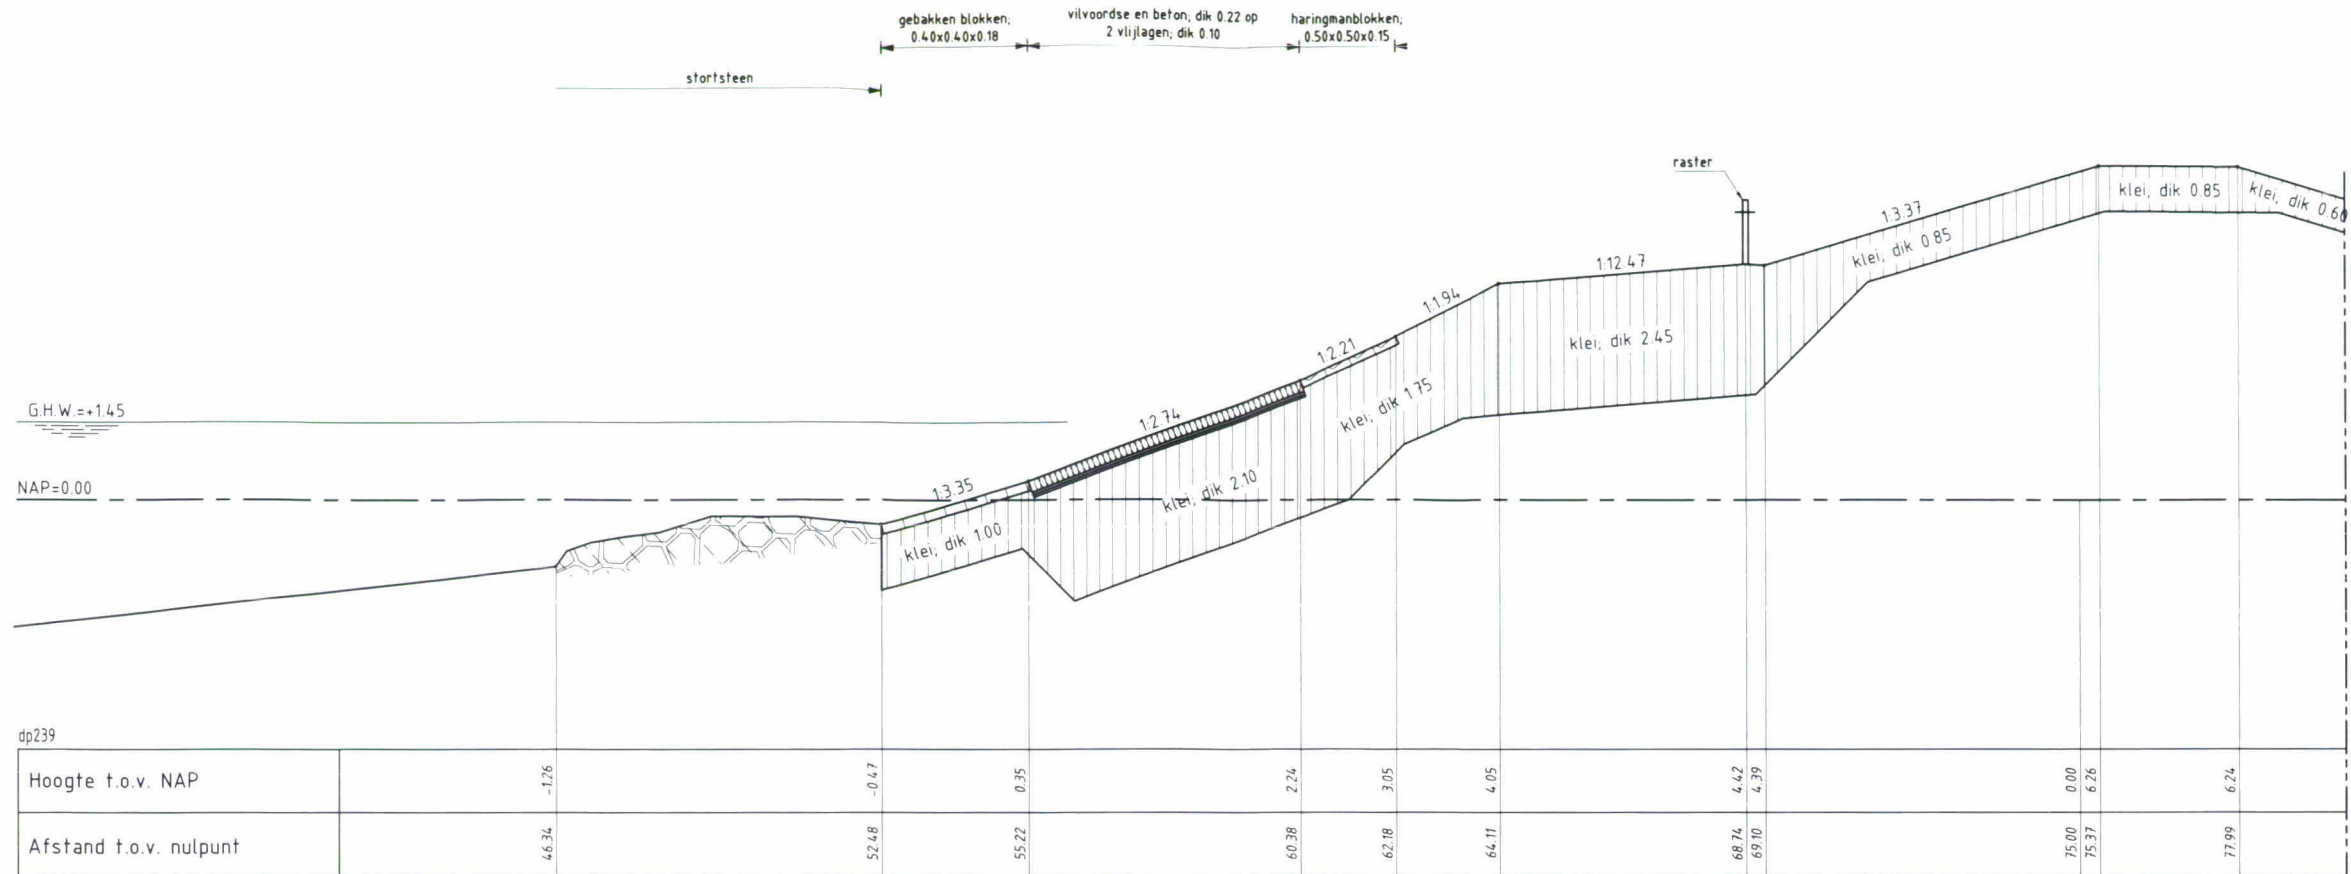 gebakken blokken;
0.40x0.40x0.18
vilvoordse en beton; dik 0.22 op
2 vlijlagen; dik 0.10
haringmanblokken;
0.50x0.50x0.15
stortsteen
raster
klei; dik 0.85
klei; dik 0.60
1:3.37
klei; dik 0.85
1:12.47
1:1.94
klei; dik 2.45
1:2.21
klei; dik 1.75
G.H.W.=+1.45
1:2.74
NAP=0.00
1:3.35
klei; dik 2.10
klei; dik 1.00
dp239
Hoogte t.o.v. NAP -1.26 -0.47 0.35 2.24 3.05 4.05 4.42 4.39 0.00 6.26 6.24
Afstand t.o.v. nulpunt 46.34 52.48 55.22 60.38 62.18 64.11 68.74 69.10 75.00 75.37 77.99